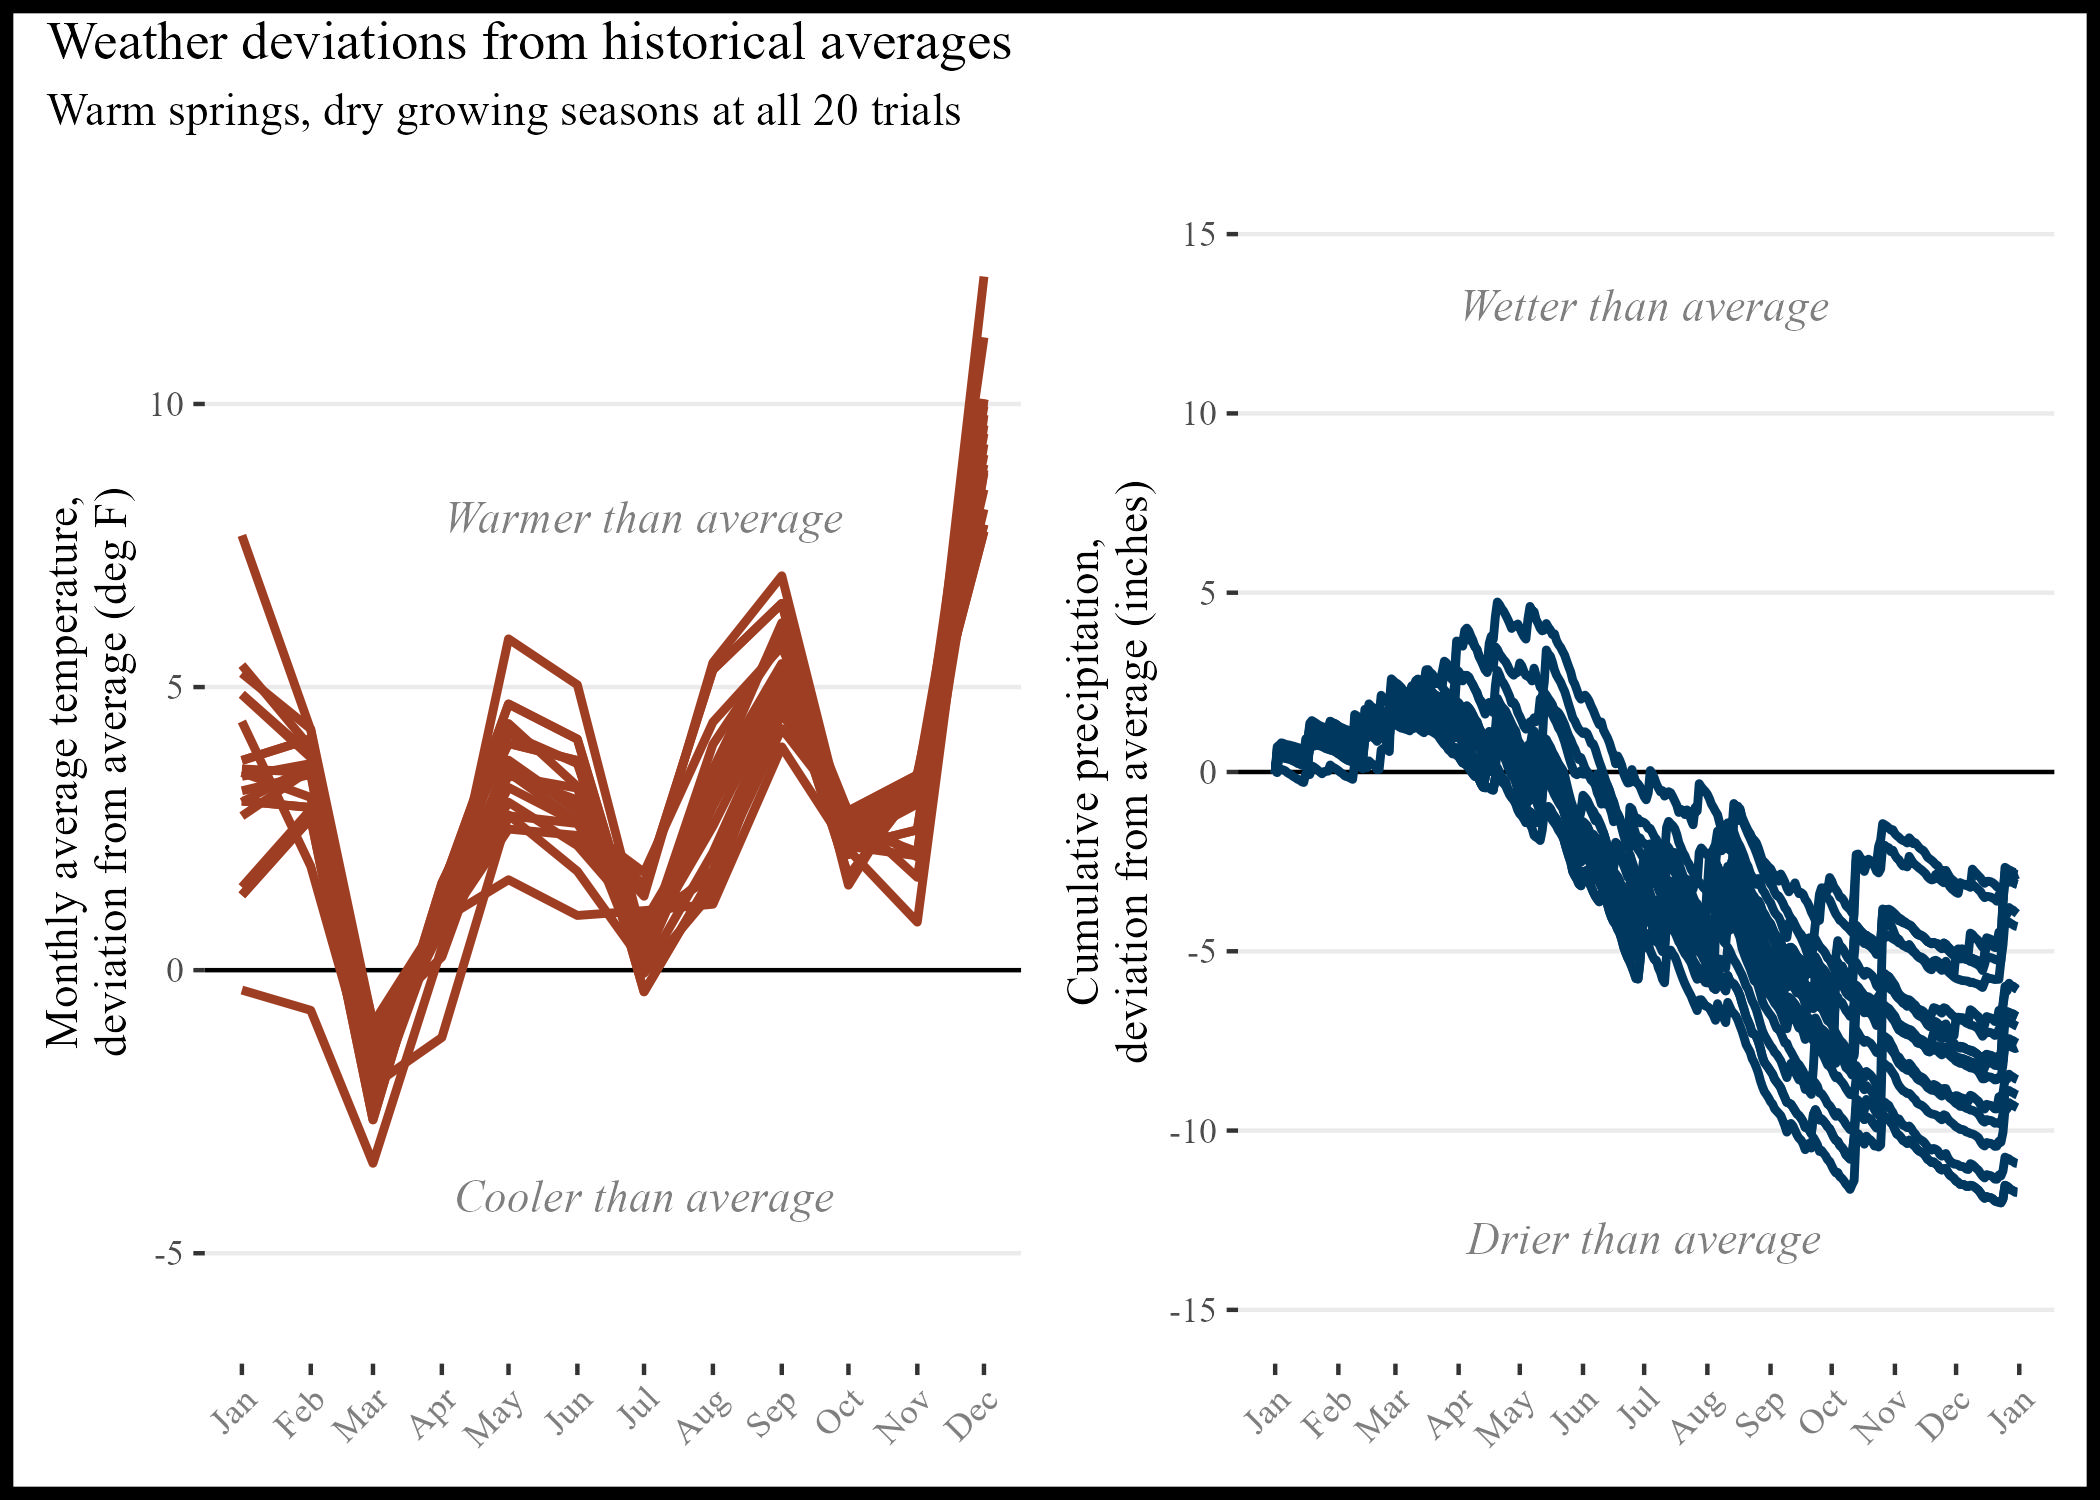 Weather deviations from historical averages
Warm springs, dry growing seasons at all 20 trials
Monthly average temperature,
deviation from average (deg F)
10
5
0
-5
Warmer than average
Cooler than average
Jan Feb Mar Apr May Jun Jul Aug Sep Oct Nov Dec
Cumulative precipitation,
deviation from average (inches)
15
10
5
0
-5
-10
-15
Wetter than average
Drier than average
Jan Feb Mar Apr May Jun Jul Aug Sep Oct Nov Dec Jan